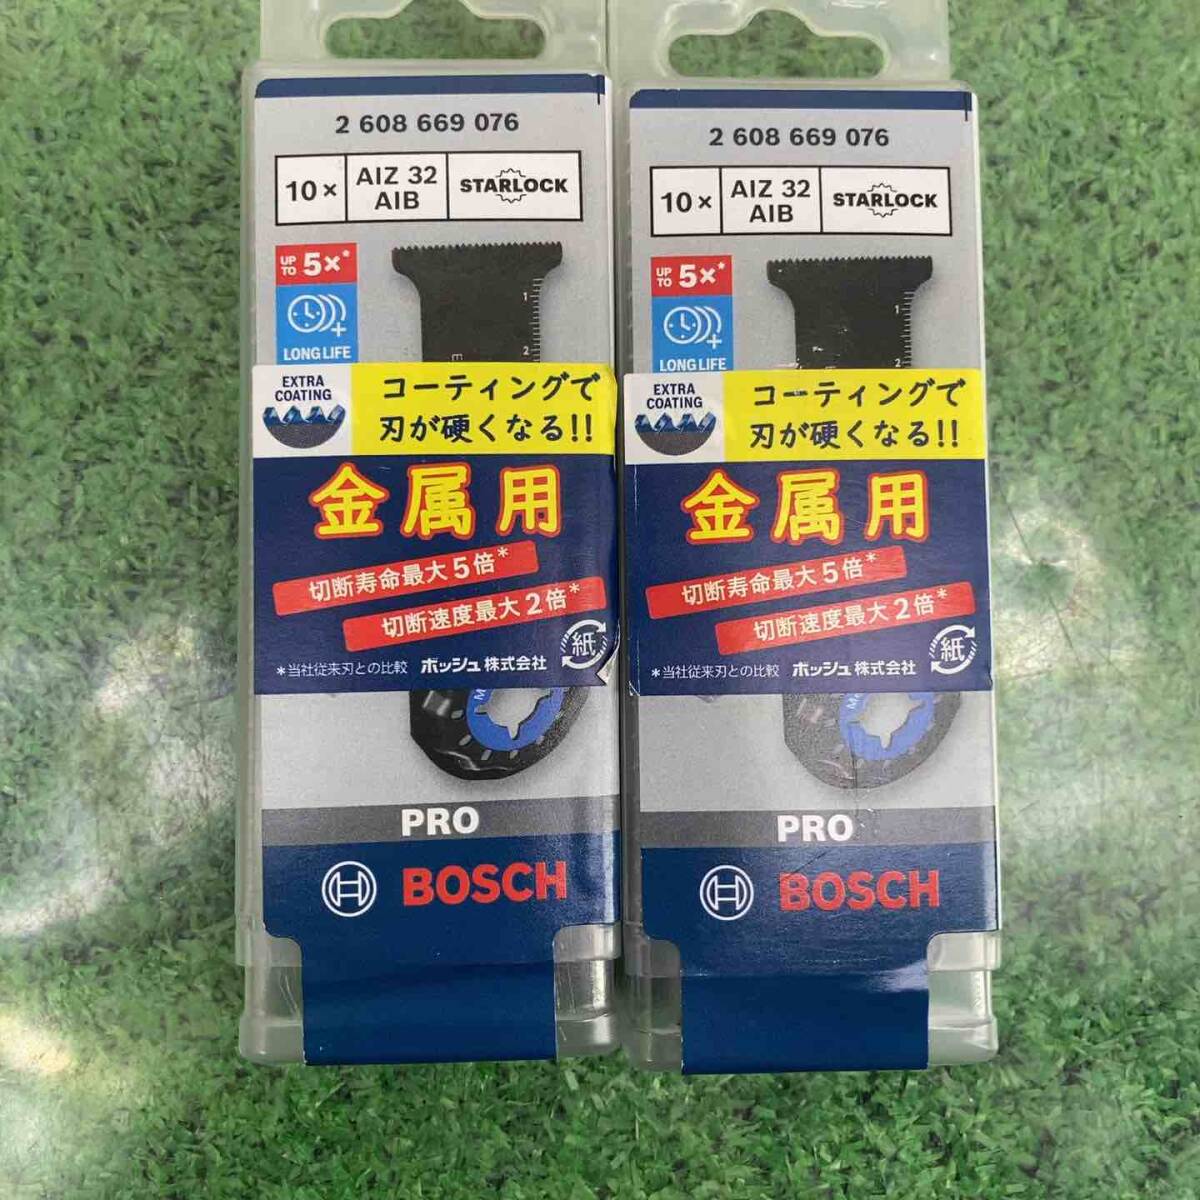 2 608 669 076
10× AIZ 32 AIB STARLOCK
UP TO 5×*
LONG LIFE
1
2
EXTRA COATING
コーティングで
刃が硬くなる!!
金属用
切断寿命最大5倍*
切断速度最大2倍*
*当社従来刃との比較 ボッシュ株式会社
紙
PRO
BOSCH
2 608 669 076
10× AIZ 32 AIB STARLOCK
UP TO 5×*
LONG LIFE
1
2
EXTRA COATING
コーティングで
刃が硬くなる!!
金属用
切断寿命最大5倍*
切断速度最大2倍*
*当社従来刃との比較 ボッシュ株式会社
紙
PRO
BOSCH